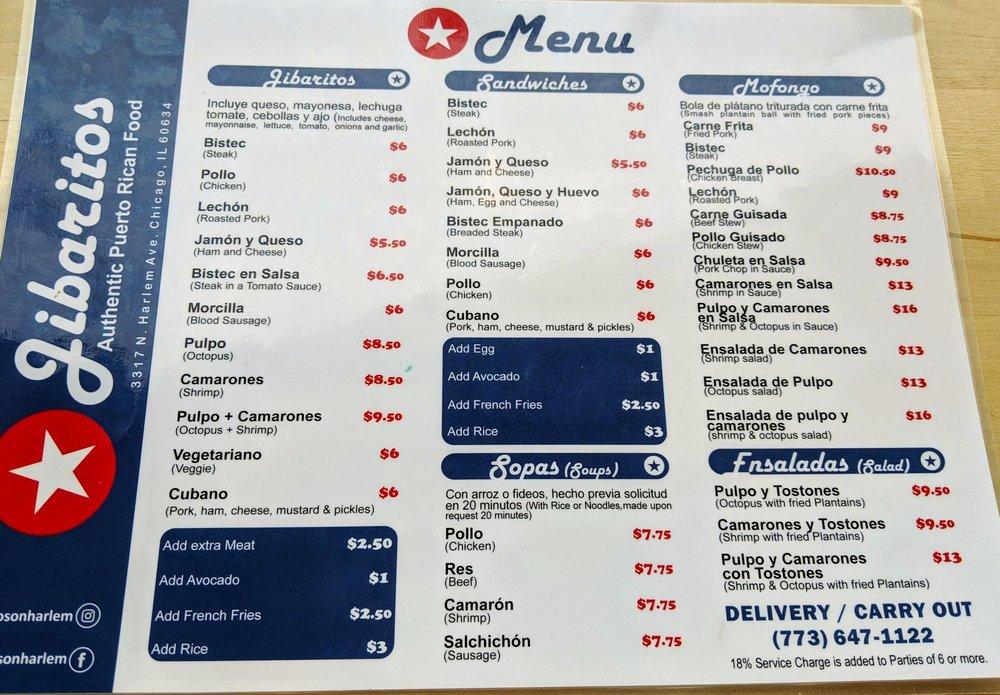 Jibaritos
Authentic Puerto Rican Food
3317 N. Harlem Ave. Chicago, IL 60634
osonharlem
sonharlem
Menu
Jibaritos
Incluye queso, mayonesa, lechuga
tomate, cebollas y ajo (Includes cheese,
mayonnaise, lettuce, tomato, onions and garlic)
Bistec $6
(Steak)
Pollo $6
(Chicken)
Lechón $6
(Roasted Pork)
Jamón y Queso $5.50
(Ham and Cheese)
Bistec en Salsa $6.50
(Steak in a Tomato Sauce)
Morcilla $6
(Blood Sausage)
Pulpo $8.50
(Octopus)
Camarones $8.50
(Shrimp)
Pulpo + Camarones $9.50
(Octopus + Shrimp)
Vegetariano $6
(Veggie)
Cubano $6
(Pork, ham, cheese, mustard & pickles)
Add extra Meat $2.50
Add Avocado $1
Add French Fries $2.50
Add Rice $3
Sandwiches
Bistec $6
(Steak)
Lechón $6
(Roasted Pork)
Jamón y Queso $5.50
(Ham and Cheese)
Jamón, Queso y Huevo $6
(Ham, Egg and Cheese)
Bistec Empanado $6
(Breaded Steak)
Morcilla $6
(Blood Sausage)
Pollo $6
(Chicken)
Cubano $6
(Pork, ham, cheese, mustard & pickles)
Add Egg $1
Add Avocado $1
Add French Fries $2.50
Add Rice $3
Sopas (Soups)
Con arroz o fideos, hecho previa solicitud
en 20 minutos (With Rice or Noodles,made upon
request 20 minutes)
Pollo $7.75
(Chicken)
Res $7.75
(Beef)
Camarón $7.75
(Shrimp)
Salchichón $7.75
(Sausage)
Mofongo
Bola de plátano triturada con carne frita
(Smash plantain ball with fried pork pieces)
Carne Frita $9
(Fried Pork)
Bistec $9
(Steak)
Pechuga de Pollo $10.50
(Chicken Breast)
Lechón $9
(Roasted Pork)
Carne Guisada $8.75
(Beef Stew)
Pollo Guisado $8.75
(Chicken Stew)
Chuleta en Salsa $9.50
(Pork Chop in Sauce)
Camarones en Salsa $13
(Shrimp in Sauce)
Pulpo y Camarones $16
en Salsa
(Shrimp & Octopus in Sauce)
Ensalada de Camarones $13
(Shrimp salad)
Ensalada de Pulpo $13
(Octopus salad)
Ensalada de pulpo y $16
camarones
(shrimp & octopus salad)
Ensaladas (Salad)
Pulpo y Tostones $9.50
(Octopus with fried Plantains)
Camarones y Tostones $9.50
(Shrimp with fried Plantains)
Pulpo y Camarones $13
con Tostones
(Shrimp & Octopus with fried Plantains)
DELIVERY / CARRY OUT
(773) 647-1122
18% Service Charge is added to Parties of 6 or more.